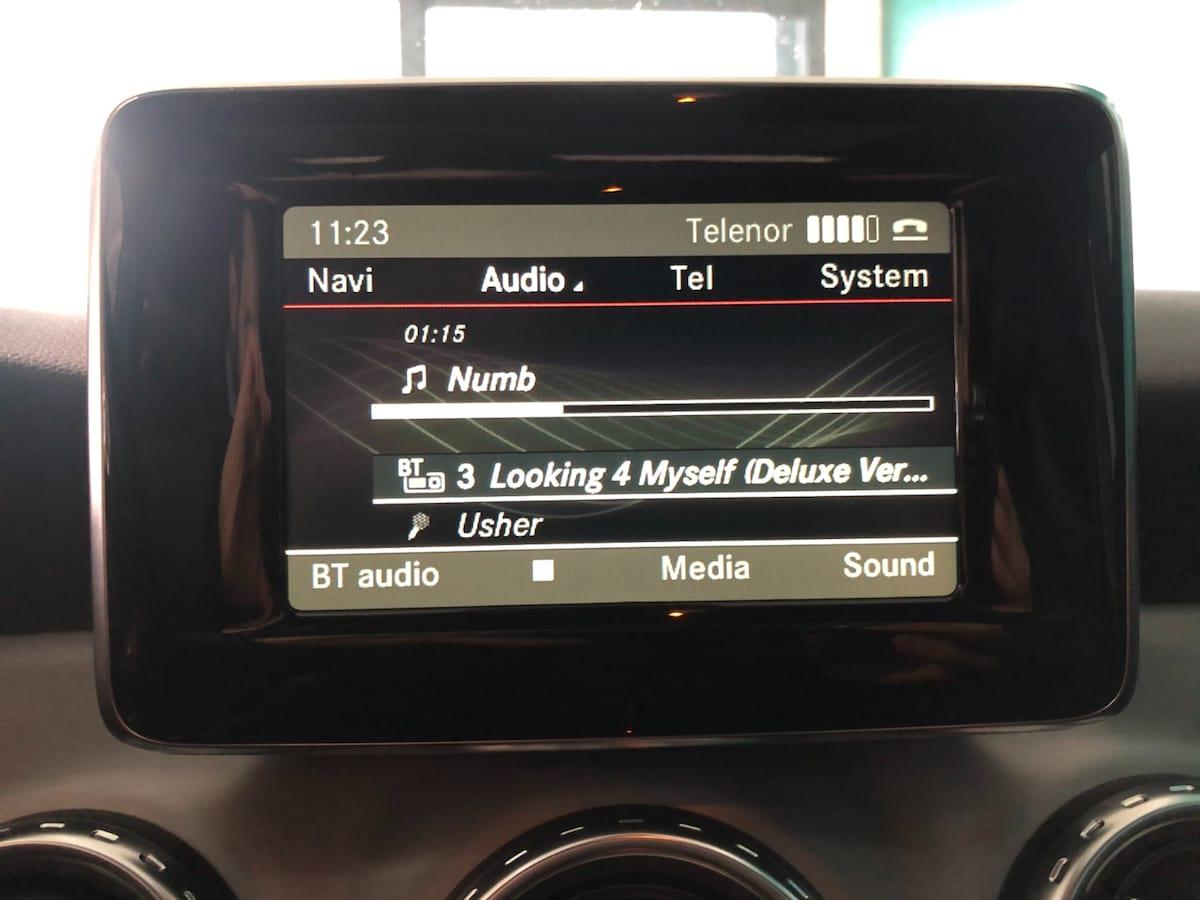 11:23 Telenor
Navi Audio Tel System
01:15
Numb
BT 3 Looking 4 Myself (Deluxe Ver...
Usher
BT audio Media Sound